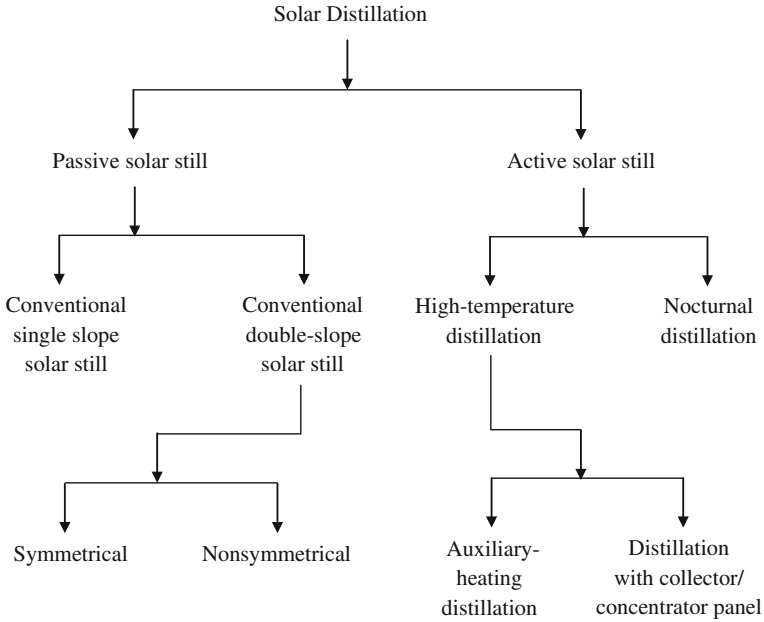 Solar Distillation
Passive solar still
Active solar still
Conventional
single slope
solar still
Conventional
double-slope
solar still
High-temperature
distillation
Nocturnal
distillation
Symmetrical
Nonsymmetrical
Auxiliary-
heating
distillation
Distillation
with collector/
concentrator panel